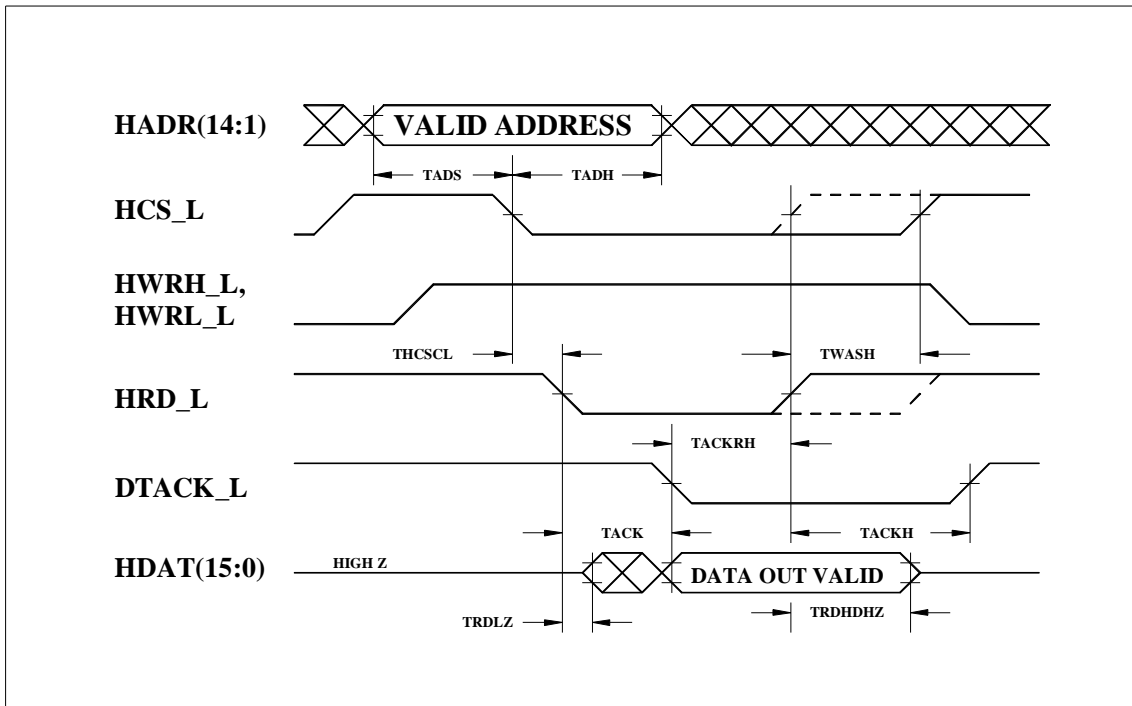 HADR(14:1)
VALID ADDRESS
TADS
TADH
HCS_L
HWRH_L,
HWRL_L
THCSCL
TWASH
HRD_L
TACKRH
DTACK_L
TACK
TACKH
HDAT(15:0)
HIGH Z
DATA OUT VALID
TRDLZ
TRDHDHZ